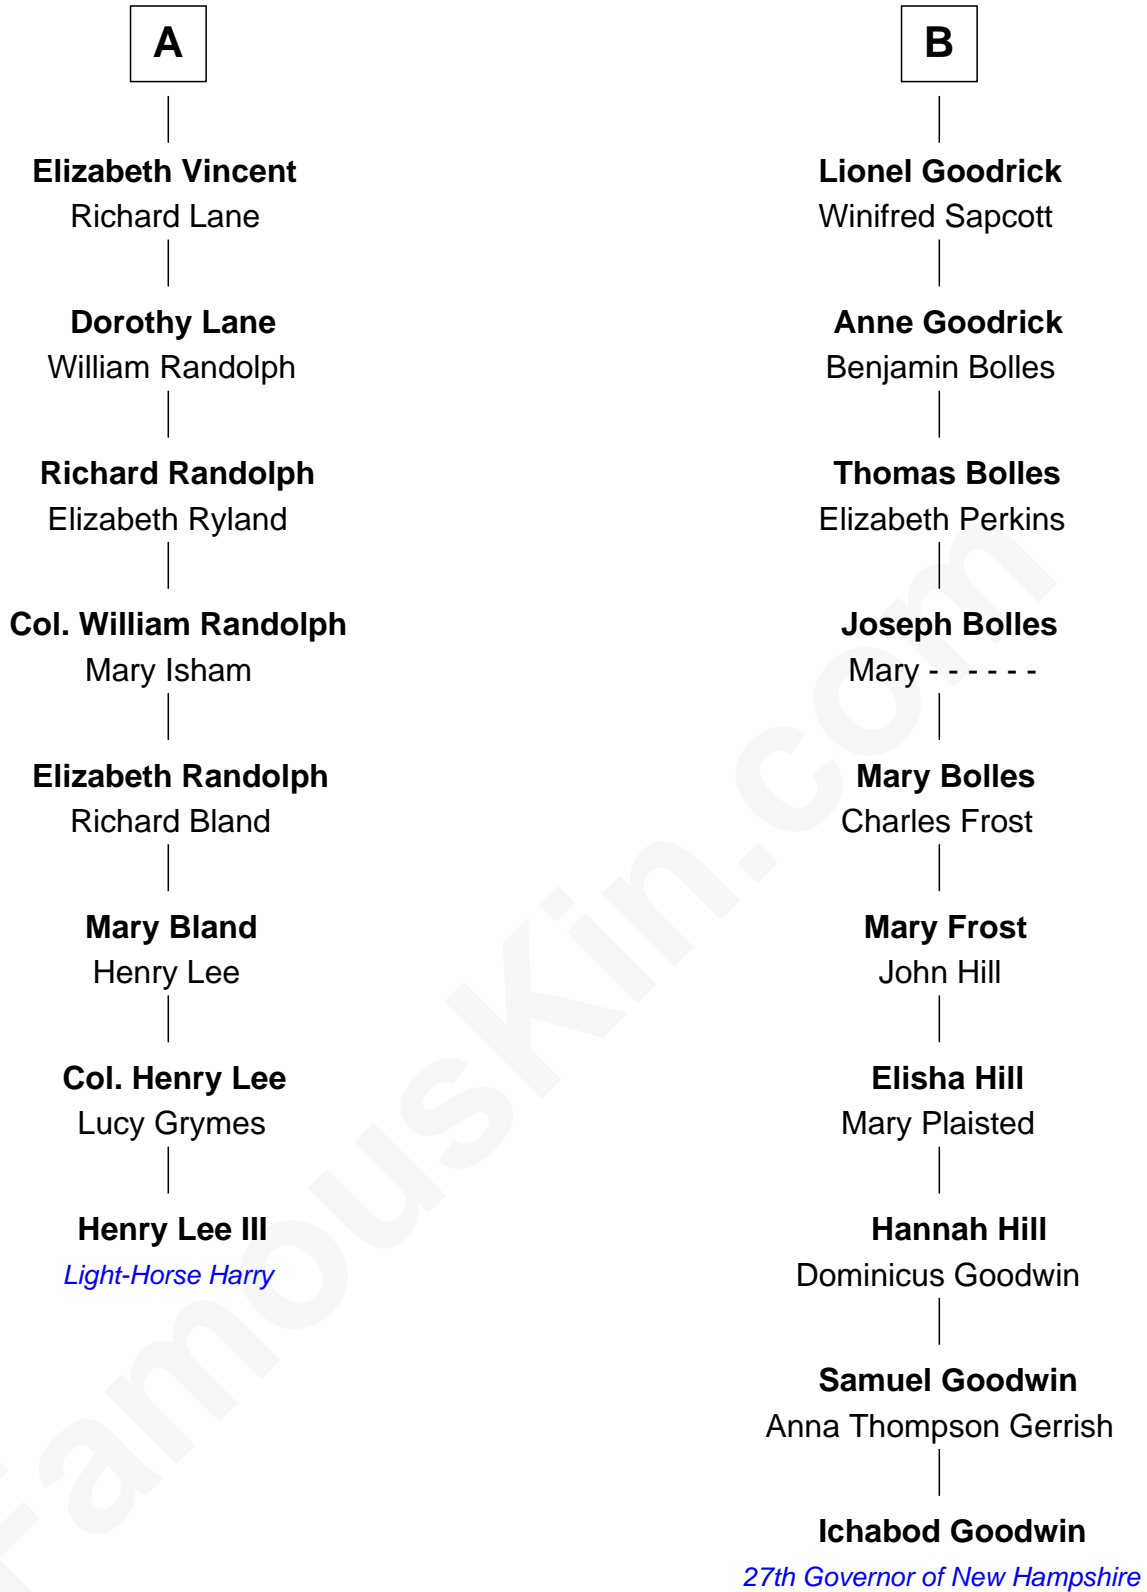 A
Elizabeth Vincent
Richard Lane
Dorothy Lane
William Randolph
Richard Randolph
Elizabeth Ryland
Col. William Randolph
Mary Isham
Elizabeth Randolph
Richard Bland
Mary Bland
Henry Lee
Col. Henry Lee
Lucy Grymes
Henry Lee III
Light-Horse Harry
B
Lionel Goodrick
Winifred Sapcott
Anne Goodrick
Benjamin Bolles
Thomas Bolles
Elizabeth Perkins
Joseph Bolles
Mary - - - - - -
Mary Bolles
Charles Frost
Mary Frost
John Hill
Elisha Hill
Mary Plaisted
Hannah Hill
Dominicus Goodwin
Samuel Goodwin
Anna Thompson Gerrish
Ichabod Goodwin
27th Governor of New Hampshire
FamousKin.com